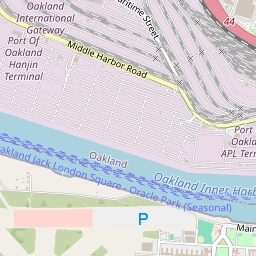 Oakland
International
Gateway
Port Of
Oakland
Hanjin
Terminal
Middle Harbor Road
Maritime Street
44
Port
Oakla
APL Ter
Oakland
Oakland Inner Harb
Oakland Jack London Square - Oracle Park (Seasonal)
P
Main